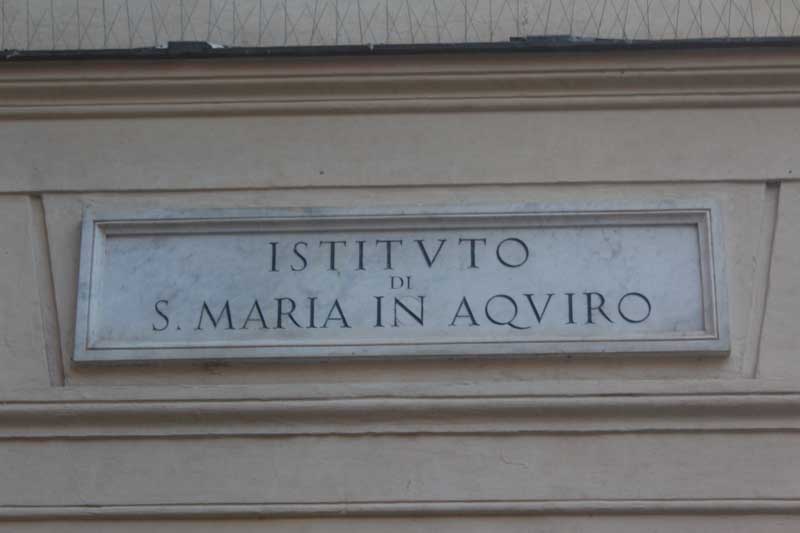 ISTITVTO
DI
S. MARIA IN AQVIRO